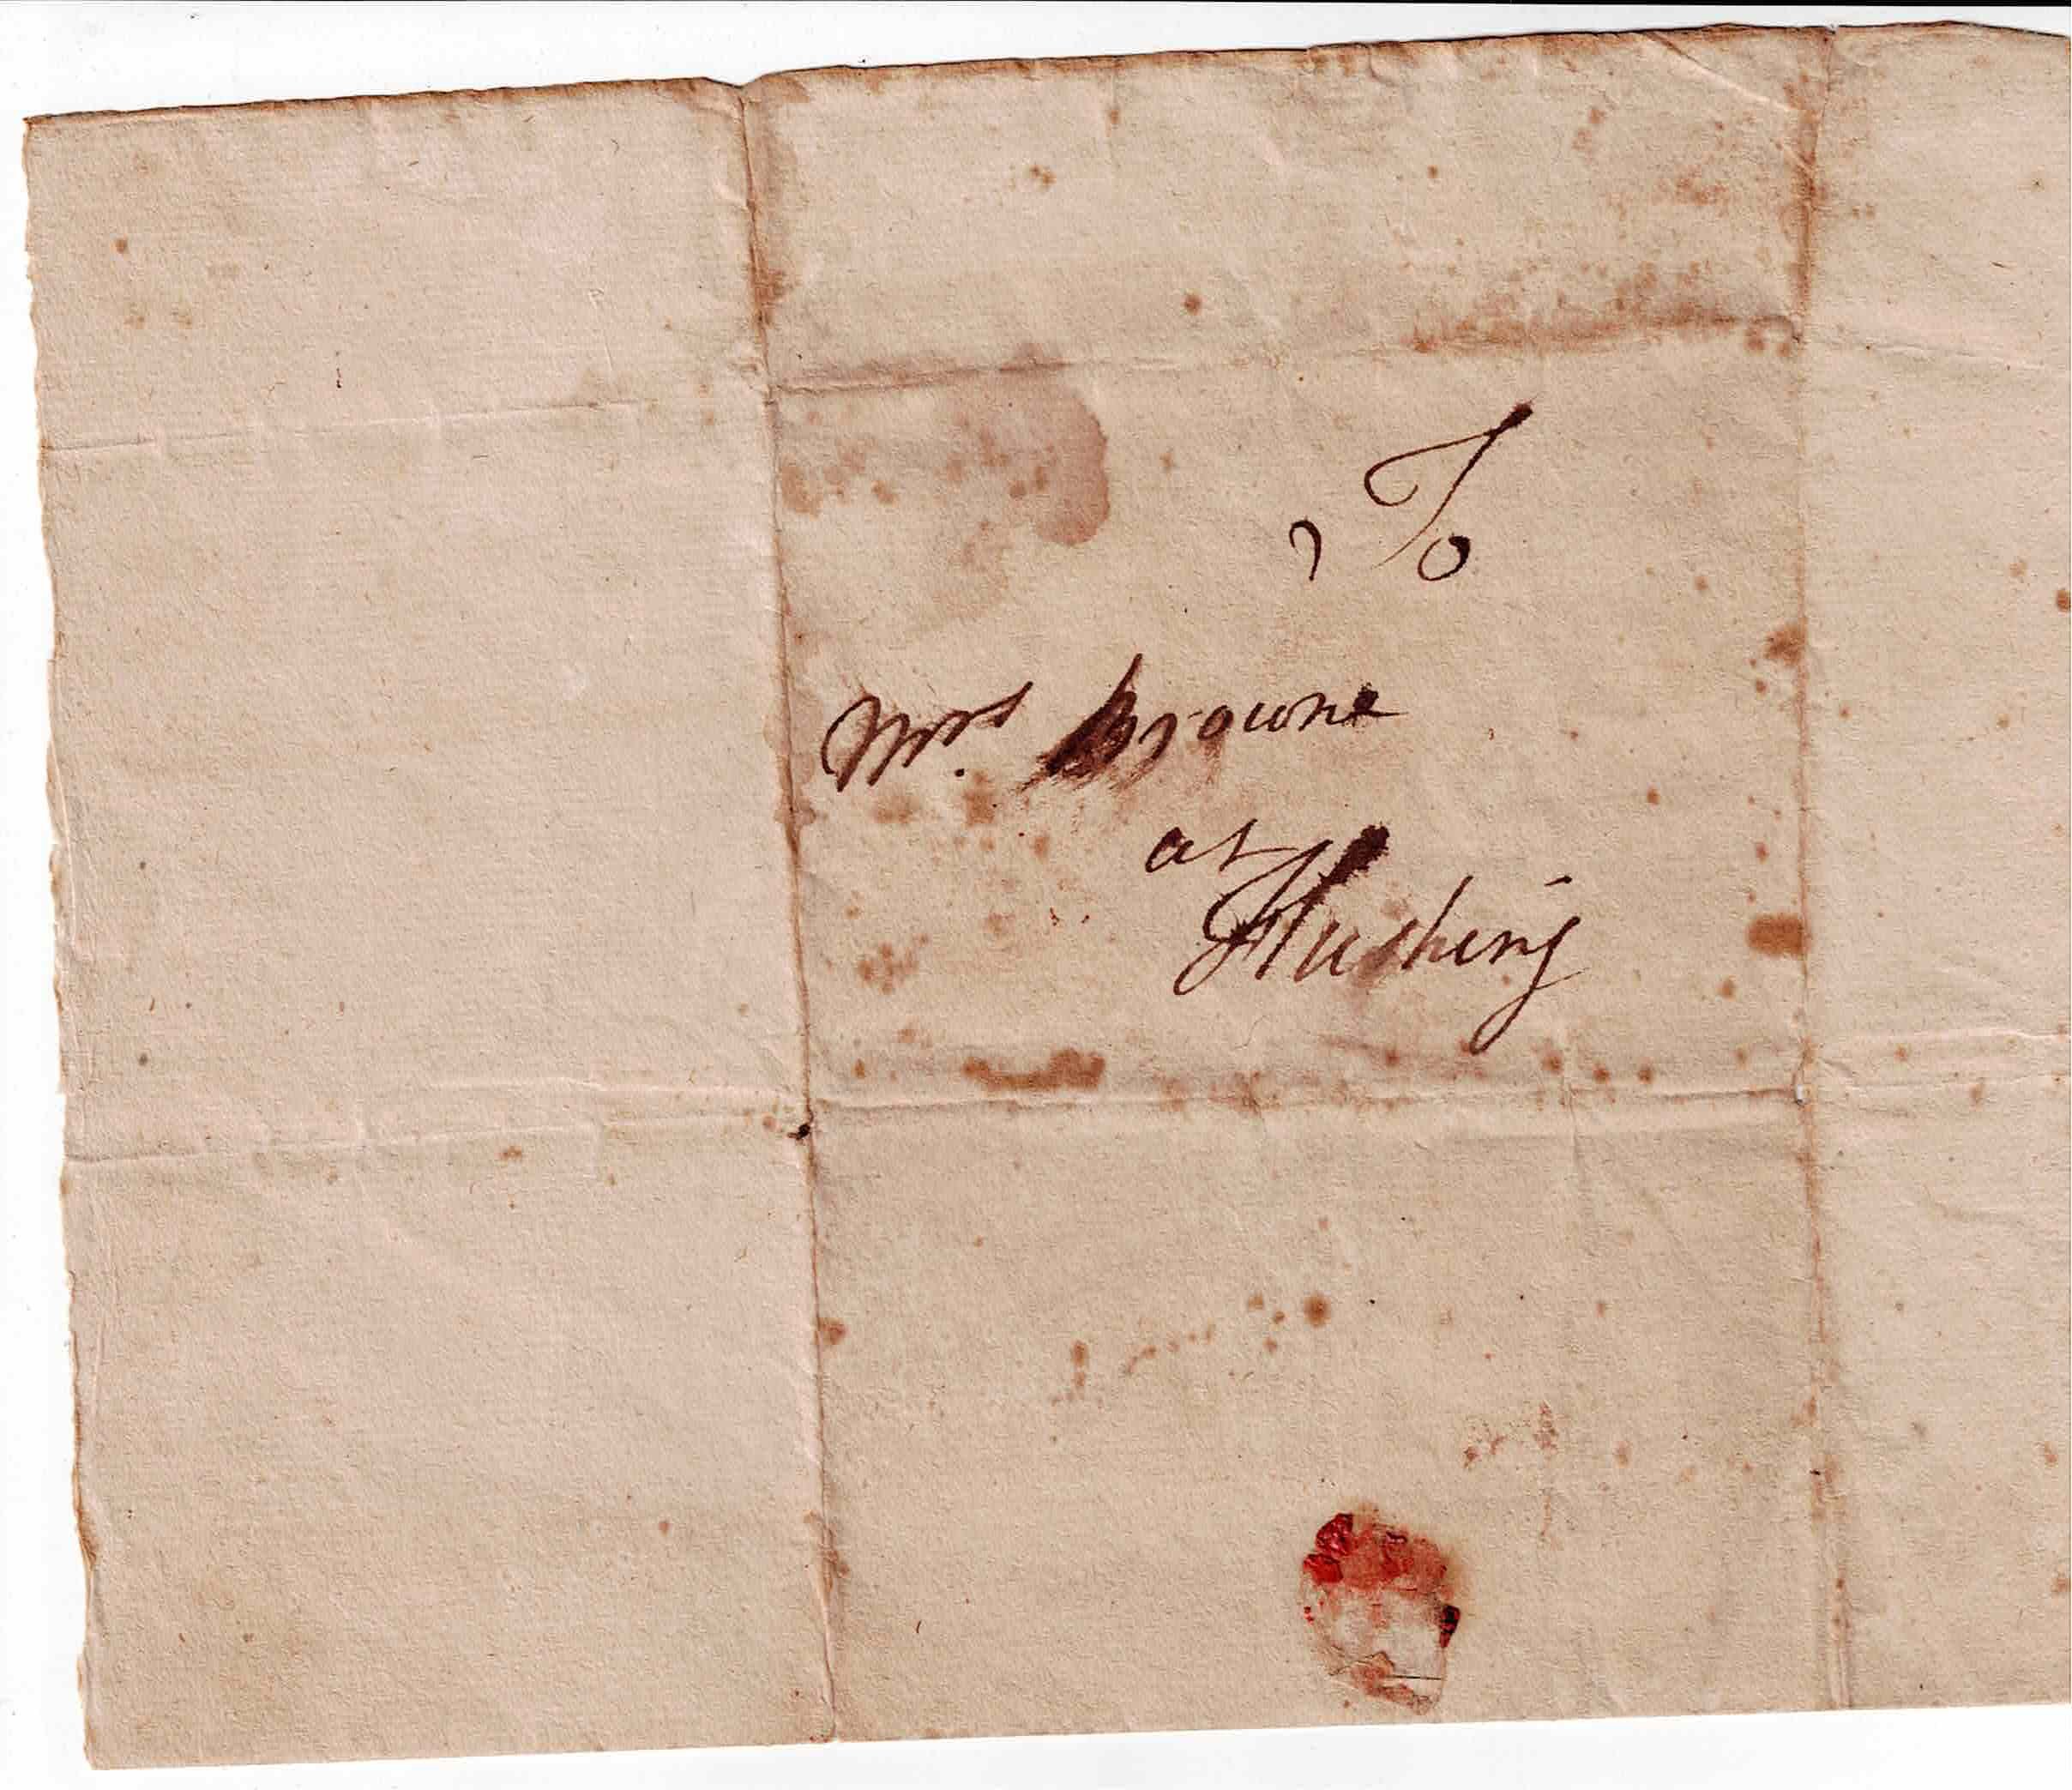 To
Mrs. Browne
at
Flushing